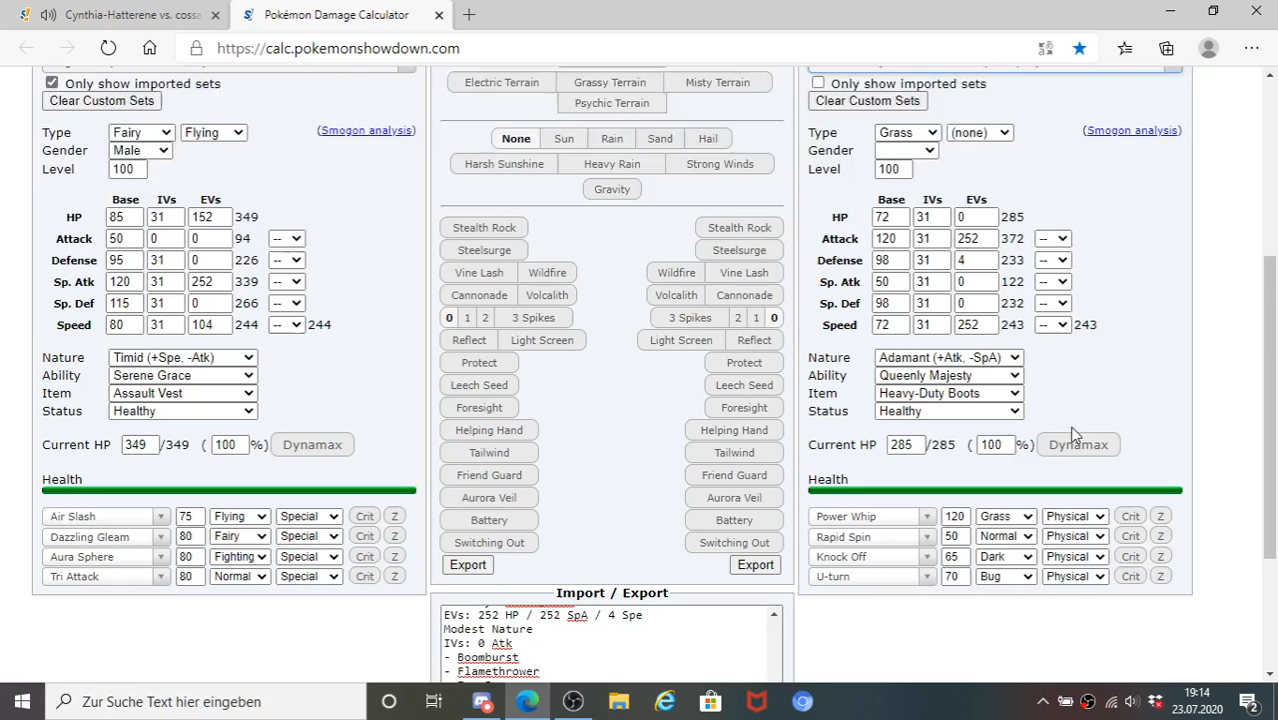 Cynthia-Hatterene vs. cossa
Pokémon Damage Calculator
https://calc.pokemonshowdown.com
Only show imported sets
Clear Custom Sets
Type Fairy Flying (Smogon analysis)
Gender Male
Level 100
Base IVs EVs
HP 85 31 152 349
Attack 50 0 0 94 --
Defense 95 31 0 226 --
Sp. Atk 120 31 252 339 --
Sp. Def 115 31 0 266 --
Speed 80 31 104 244 -- 244
Nature Timid (+Spe, -Atk)
Ability Serene Grace
Item Assault Vest
Status Healthy
Current HP 349 /349 ( 100 %) Dynamax
Health
Air Slash 75 Flying Special Crit Z
Dazzling Gleam 80 Fairy Special Crit Z
Aura Sphere 80 Fighting Special Crit Z
Tri Attack 80 Normal Special Crit Z
Electric Terrain Grassy Terrain Misty Terrain
Psychic Terrain
None Sun Rain Sand Hail
Harsh Sunshine Heavy Rain Strong Winds
Gravity
Stealth Rock Stealth Rock
Steelsurge Steelsurge
Vine Lash Wildfire Wildfire Vine Lash
Cannonade Volcalith Volcalith Cannonade
0 1 2 3 Spikes 3 Spikes 2 1 0
Reflect Light Screen Light Screen Reflect
Protect Protect
Leech Seed Leech Seed
Foresight Foresight
Helping Hand Helping Hand
Tailwind Tailwind
Friend Guard Friend Guard
Aurora Veil Aurora Veil
Battery Battery
Switching Out Switching Out
Export Export
Import / Export
EVs: 252 HP / 252 SpA / 4 Spe
Modest Nature
IVs: 0 Atk
- Boomburst
- Flamethrower
Only show imported sets
Clear Custom Sets
Type Grass (none) (Smogon analysis)
Gender
Level 100
Base IVs EVs
HP 72 31 0 285
Attack 120 31 252 372 --
Defense 98 31 4 233 --
Sp. Atk 50 31 0 122 --
Sp. Def 98 31 0 232 --
Speed 72 31 252 243 -- 243
Nature Adamant (+Atk, -SpA)
Ability Queenly Majesty
Item Heavy-Duty Boots
Status Healthy
Current HP 285 /285 ( 100 %) Dynamax
Health
Power Whip 120 Grass Physical Crit Z
Rapid Spin 50 Normal Physical Crit Z
Knock Off 65 Dark Physical Crit Z
U-turn 70 Bug Physical Crit Z
Zur Suche Text hier eingeben
19:14
23.07.2020
2